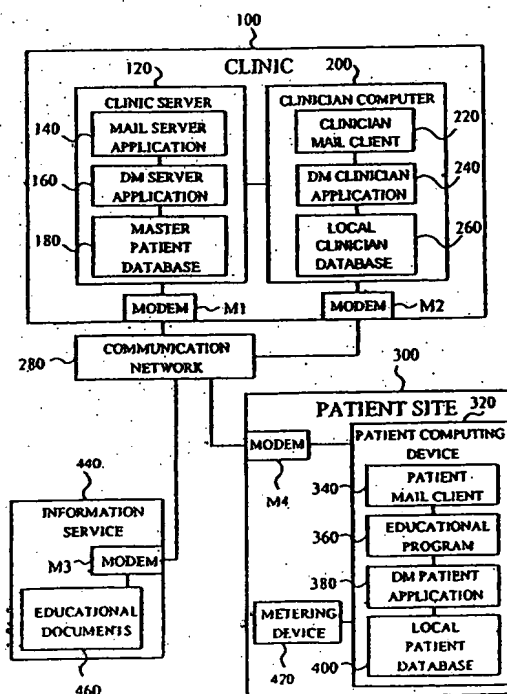 100
CLINIC
120
200
CLINIC SERVER
CLINICIAN COMPUTER
140
MAIL SERVER
APPLICATION
CLINICIAN
MAIL CLIENT
220
160
DM SERVER
APPLICATION
DM CLINICIAN
APPLICATION
240
180
MASTER
PATIENT
DATABASE
LOCAL
CLINICIAN
DATABASE
260
MODEM
M1
MODEM
M2
280
COMMUNICATION
NETWORK
300
PATIENT SITE
320
MODEM
M4
PATIENT COMPUTING
DEVICE
340
PATIENT
MAIL CLIENT
360
EDUCATIONAL
PROGRAM
380
DM PATIENT
APPLICATION
METERING
DEVICE
420
400
LOCAL
PATIENT
DATABASE
440
INFORMATION
SERVICE
M3
MODEM
EDUCATIONAL
DOCUMENTS
460